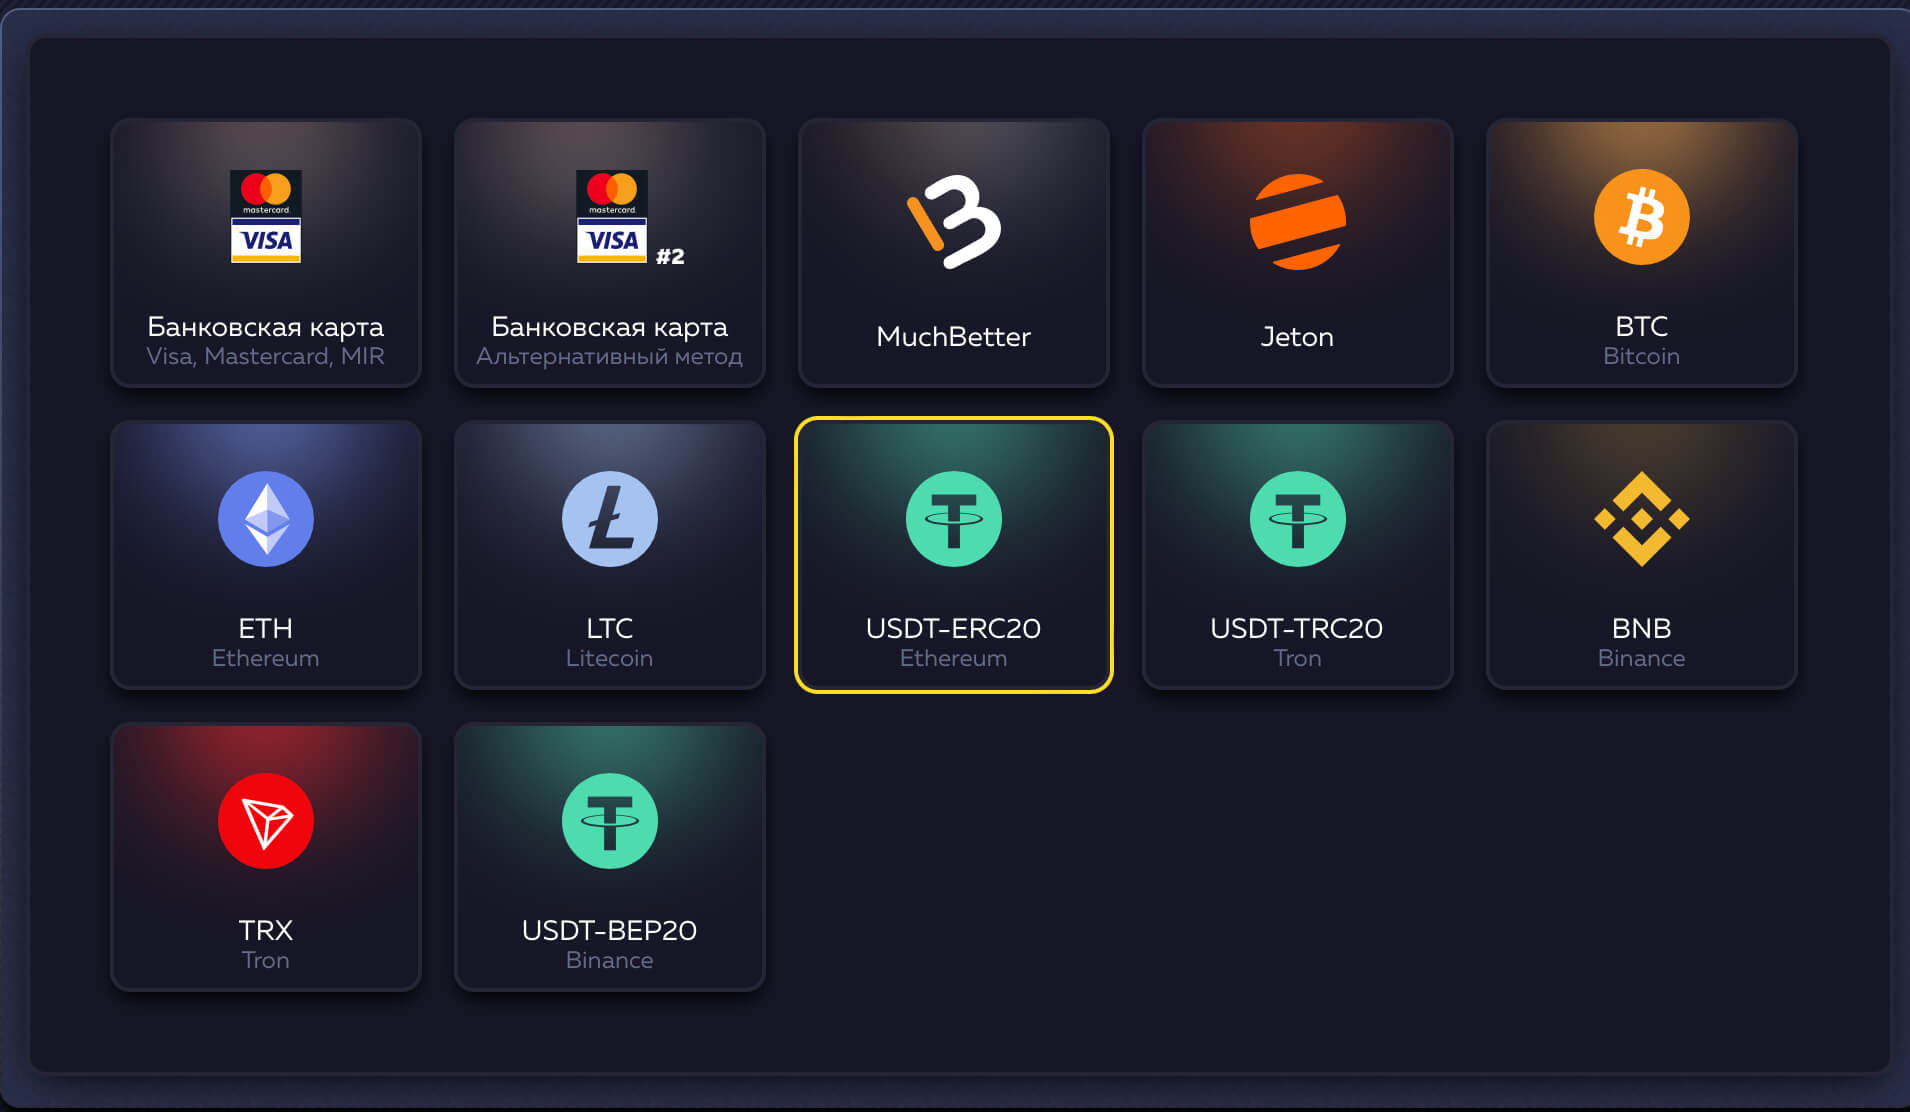 mastercard.
VISA
Банковская карта
Visa, Mastercard, MIR
mastercard.
VISA
#2
Банковская карта
Альтернативный метод
MuchBetter
Jeton
BTC
Bitcoin
ETH
Ethereum
LTC
Litecoin
USDT-ERC20
Ethereum
USDT-TRC20
Tron
BNB
Binance
TRX
Tron
USDT-BEP20
Binance